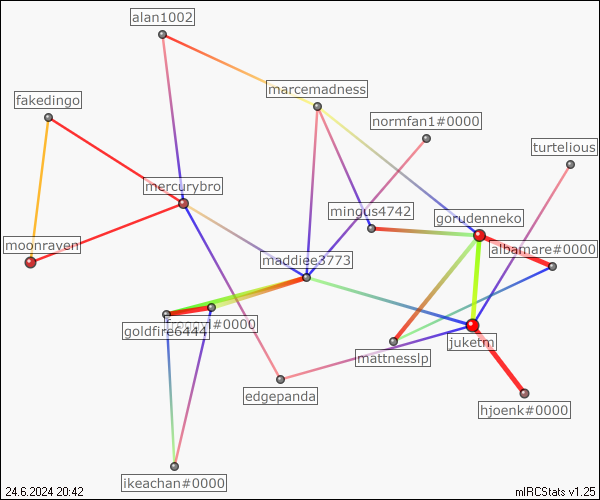 alan1002
marcemadness
fakedingo
normfan1#0000
turtelious
mercurybro
mingus4742
gorudenneko
moonraven
albamare#0000
maddiee3773
#0000
goldfire6444
juketm
mattnesslp
edgepanda
hjoenk#0000
ikeachan#0000
24.6.2024 20:42
mIRCStats v1.25